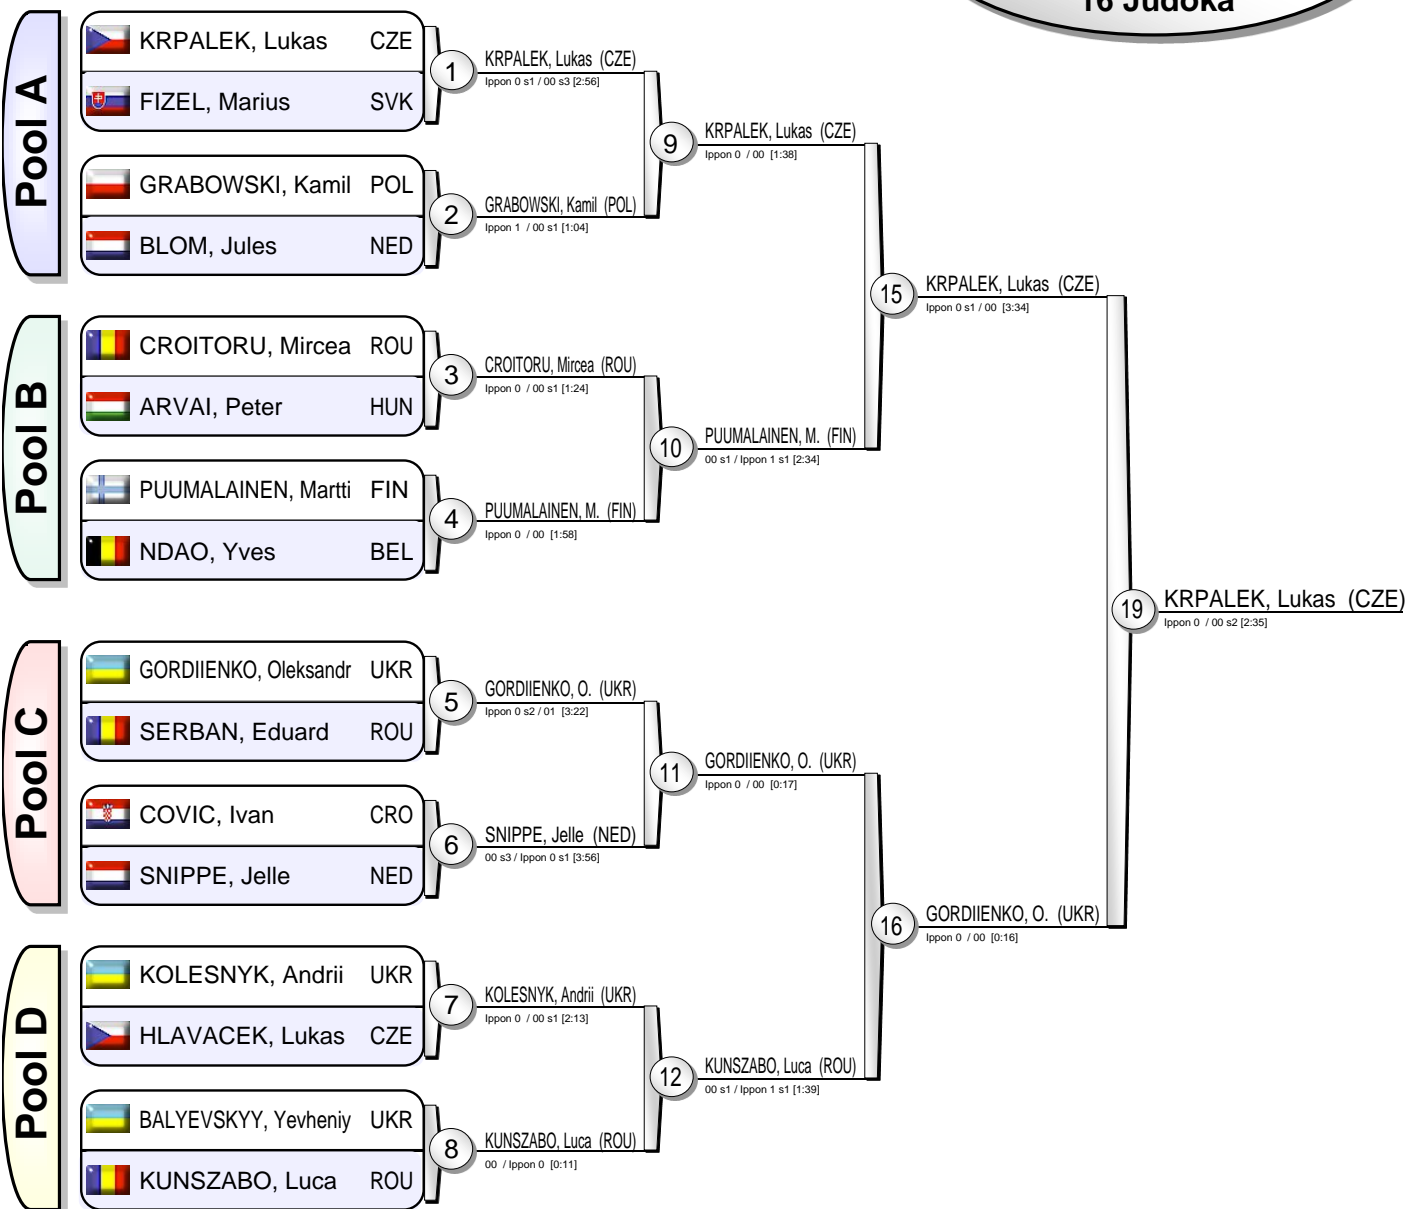 16 Judoka
Pool A
KRPALEK, Lukas CZE
FIZEL, Marius SVK
GRABOWSKI, Kamil POL
BLOM, Jules NED
Pool B
CROITORU, Mircea ROU
ARVAI, Peter HUN
PUUMALAINEN, Martti FIN
NDAO, Yves BEL
Pool C
GORDIIENKO, Oleksandr UKR
SERBAN, Eduard ROU
COVIC, Ivan CRO
SNIPPE, Jelle NED
Pool D
KOLESNYK, Andrii UKR
HLAVACEK, Lukas CZE
BALYEVSKYY, Yevheniy UKR
KUNSZABO, Luca ROU
1
KRPALEK, Lukas (CZE)
Ippon 0 s1 / 00 s3 [2:56]
2
GRABOWSKI, Kamil (POL)
Ippon 1 / 00 s1 [1:04]
3
CROITORU, Mircea (ROU)
Ippon 0 / 00 s1 [1:24]
4
PUUMALAINEN, M. (FIN)
Ippon 0 / 00 [1:58]
5
GORDIIENKO, O. (UKR)
Ippon 0 s2 / 01 [3:22]
6
SNIPPE, Jelle (NED)
00 s3 / Ippon 0 s1 [3:56]
7
KOLESNYK, Andrii (UKR)
Ippon 0 / 00 s1 [2:13]
8
KUNSZABO, Luca (ROU)
00 / Ippon 0 [0:11]
9
KRPALEK, Lukas (CZE)
Ippon 0 / 00 [1:38]
10
PUUMALAINEN, M. (FIN)
00 s1 / Ippon 1 s1 [2:34]
11
GORDIIENKO, O. (UKR)
Ippon 0 / 00 [0:17]
12
KUNSZABO, Luca (ROU)
00 s1 / Ippon 1 s1 [1:39]
15
KRPALEK, Lukas (CZE)
Ippon 0 s1 / 00 [3:34]
16
GORDIIENKO, O. (UKR)
Ippon 0 / 00 [0:16]
19
KRPALEK, Lukas (CZE)
Ippon 0 / 00 s2 [2:35]